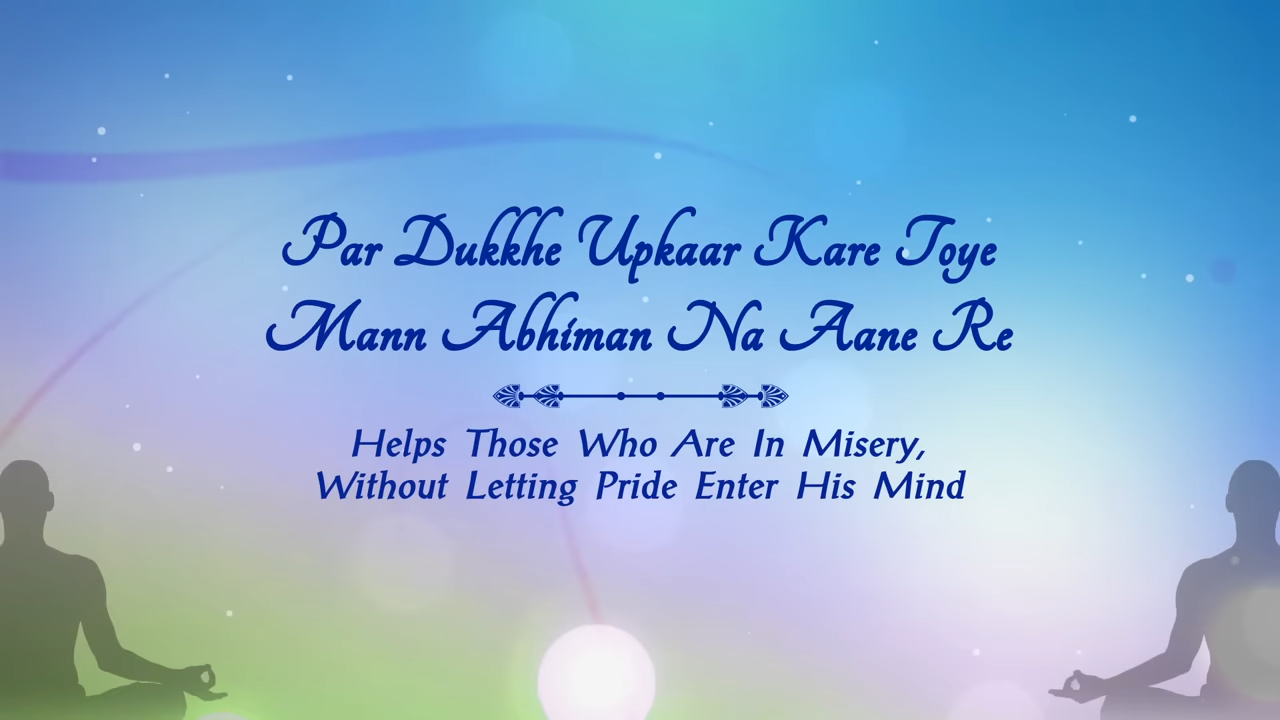 Par Dukkhe Upkaar Kare Toye
Mann Abhiman Na Aane Re
Helps Those Who Are In Misery,
Without Letting Pride Enter His Mind